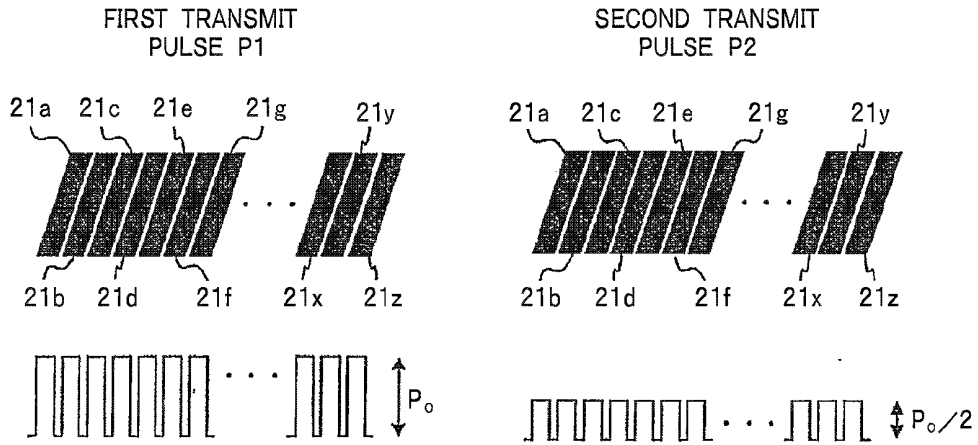 FIRST TRANSMIT
PULSE P1
SECOND TRANSMIT
PULSE P2
21a 21c 21e 21g 21y
21a 21c 21e 21g 21y
21b 21d 21f 21x 21z
21b 21d 21f 21x 21z
Po
Po/2